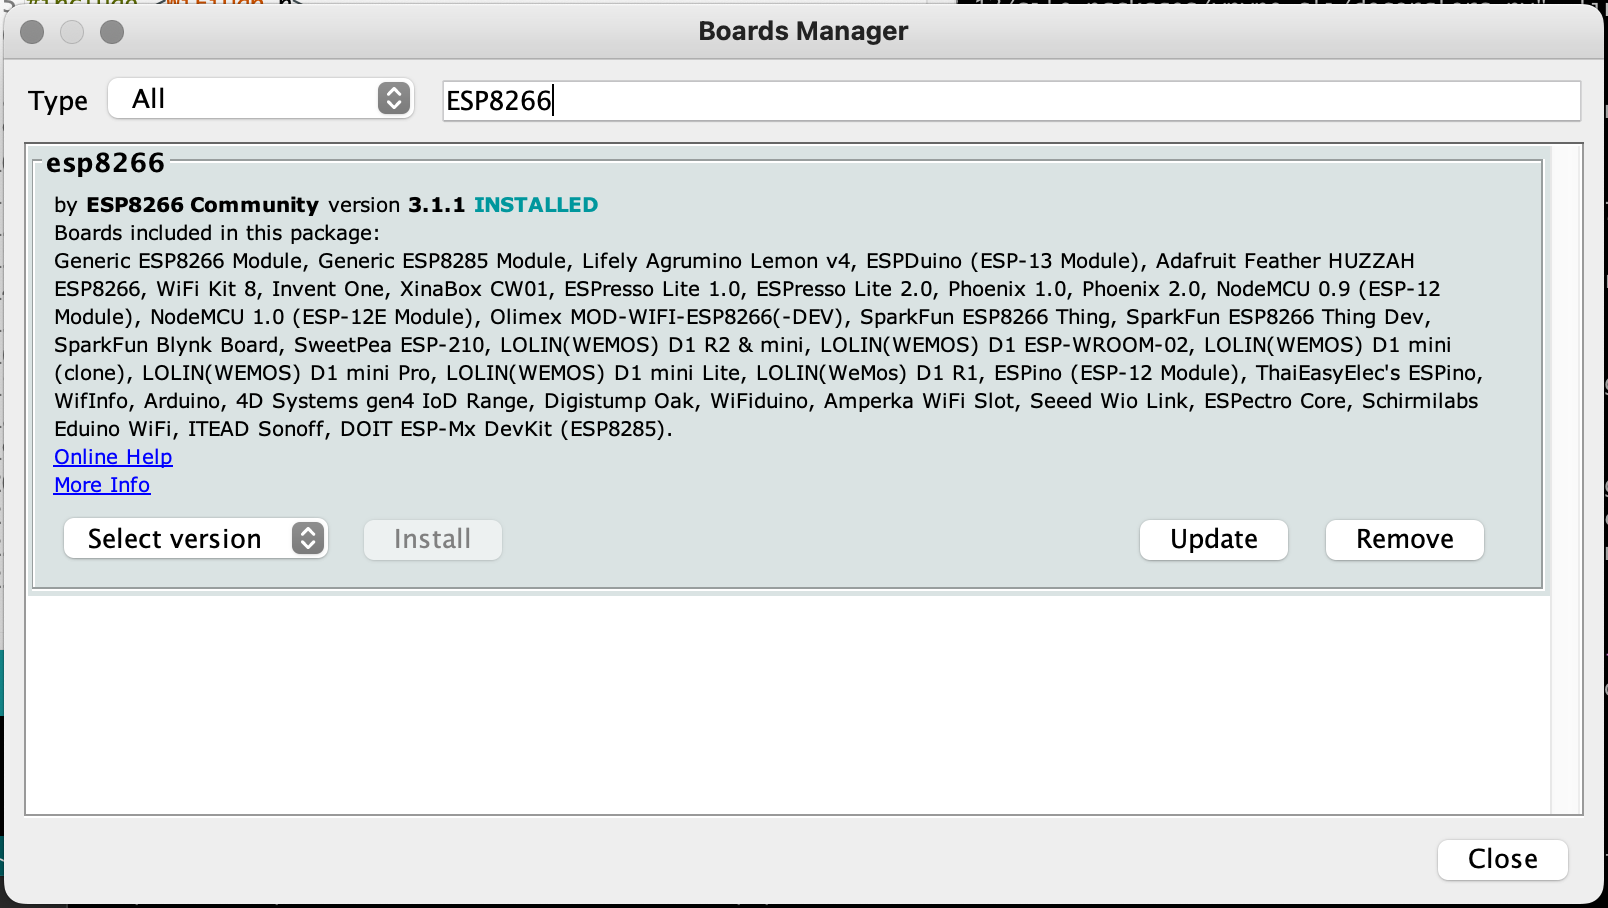 Boards Manager
Type All ESP8266
esp8266
by ESP8266 Community version 3.1.1 INSTALLED
Boards included in this package:
Generic ESP8266 Module, Generic ESP8285 Module, Lifely Agrumino Lemon v4, ESPDuino (ESP-13 Module), Adafruit Feather HUZZAH
ESP8266, WiFi Kit 8, Invent One, XinaBox CW01, ESPresso Lite 1.0, ESPresso Lite 2.0, Phoenix 1.0, Phoenix 2.0, NodeMCU 0.9 (ESP-12
Module), NodeMCU 1.0 (ESP-12E Module), Olimex MOD-WIFI-ESP8266(-DEV), SparkFun ESP8266 Thing, SparkFun ESP8266 Thing Dev,
SparkFun Blynk Board, SweetPea ESP-210, LOLIN(WEMOS) D1 R2 & mini, LOLIN(WEMOS) D1 ESP-WROOM-02, LOLIN(WEMOS) D1 mini
(clone), LOLIN(WEMOS) D1 mini Pro, LOLIN(WEMOS) D1 mini Lite, LOLIN(WeMos) D1 R1, ESPino (ESP-12 Module), ThaiEasyElec's ESPino,
WifInfo, Arduino, 4D Systems gen4 IoD Range, Digistump Oak, WiFiduino, Amperka WiFi Slot, Seeed Wio Link, ESPectro Core, Schirmilabs
Eduino WiFi, ITEAD Sonoff, DOIT ESP-Mx DevKit (ESP8285).
Online Help
More Info
Select version Install Update Remove
Close